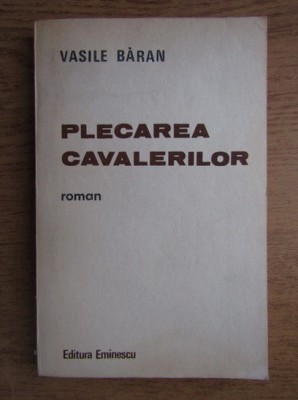 VASILE BĂRAN
PLECAREA
CAVALERILOR
roman
Editura Eminescu